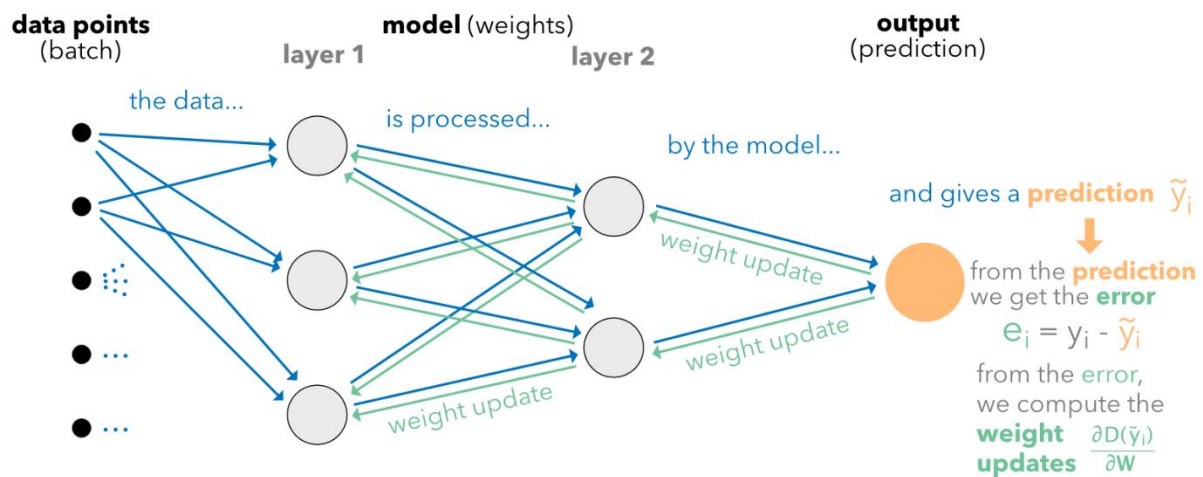 data points
(batch)
model (weights)
output
(prediction)
layer 1
layer 2
the data...
is processed...
by the model...
and gives a prediction ỹᵢ
from the prediction
we get the error
eᵢ = yᵢ - ỹᵢ
from the error,
we compute the
weight updates ∂D(ỹᵢ)/∂W
weight update
weight update
weight update
...
...